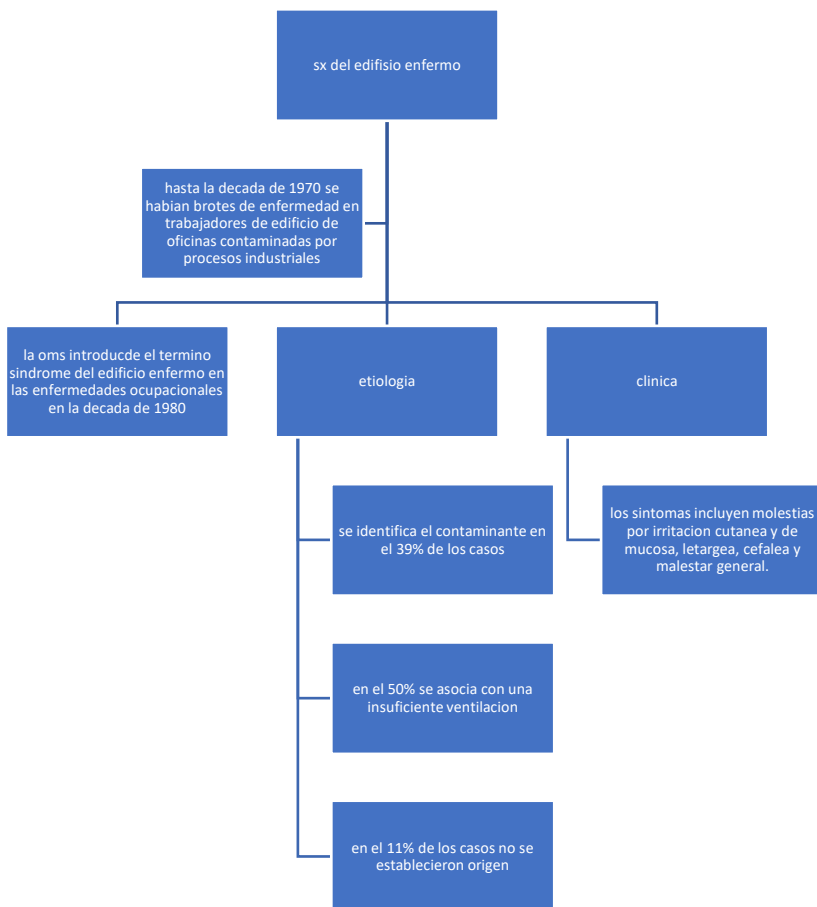 sx del edifisio enfermo
hasta la decada de 1970 se
habian brotes de enfermedad en
trabajadores de edificio de
oficinas contaminadas por
procesos industriales
la oms introducde el termino
sindrome del edificio enfermo en
las enfermedades ocupacionales
en la decada de 1980
etiologia
clinica
se identifica el contaminante en
el 39% de los casos
los sintomas incluyen molestias
por irritacion cutanea y de
mucosa, letargea, cefalea y
malestar general.
en el 50% se asocia con una
insuficiente ventilacion
en el 11% de los casos no se
establecieron origen